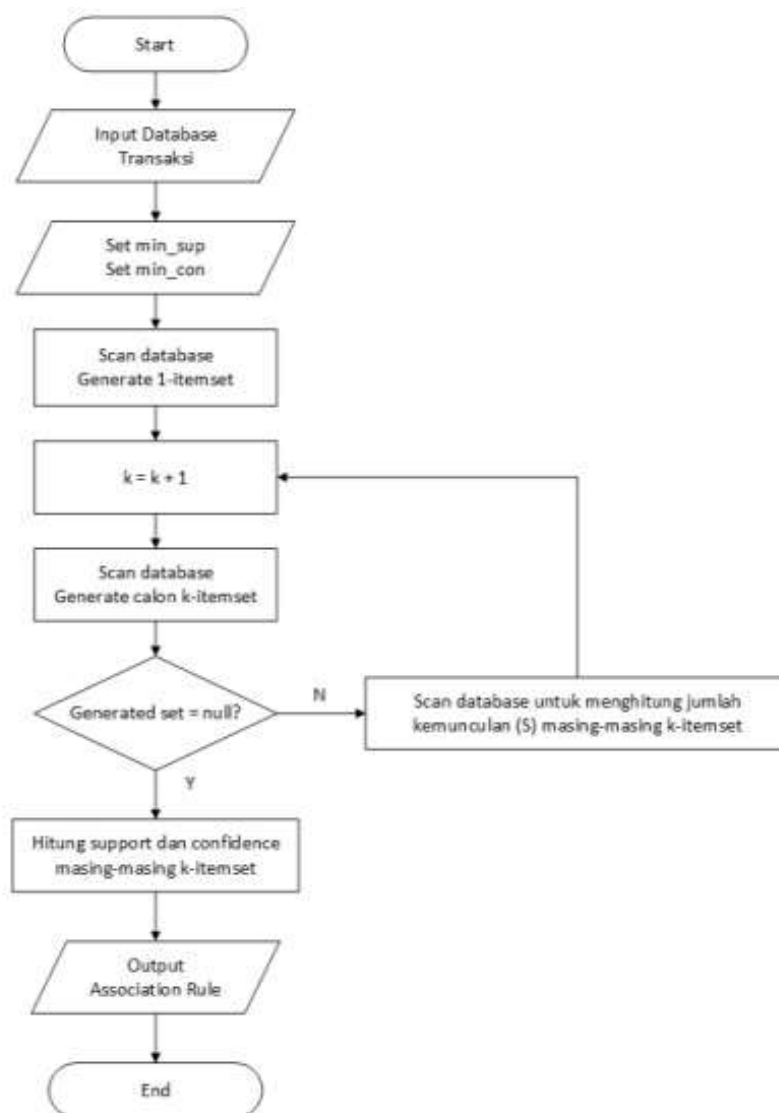 Start
Input Database
Transaksi
Set min_sup
Set min_con
Scan database
Generate 1-itemset
k = k + 1
Scan database
Generate calon k-itemset
Generated set = null?
N
Scan database untuk menghitung jumlah
kemunculan (S) masing-masing k-itemset
Y
Hitung support dan confidence
masing-masing k-itemset
Output
Association Rule
End